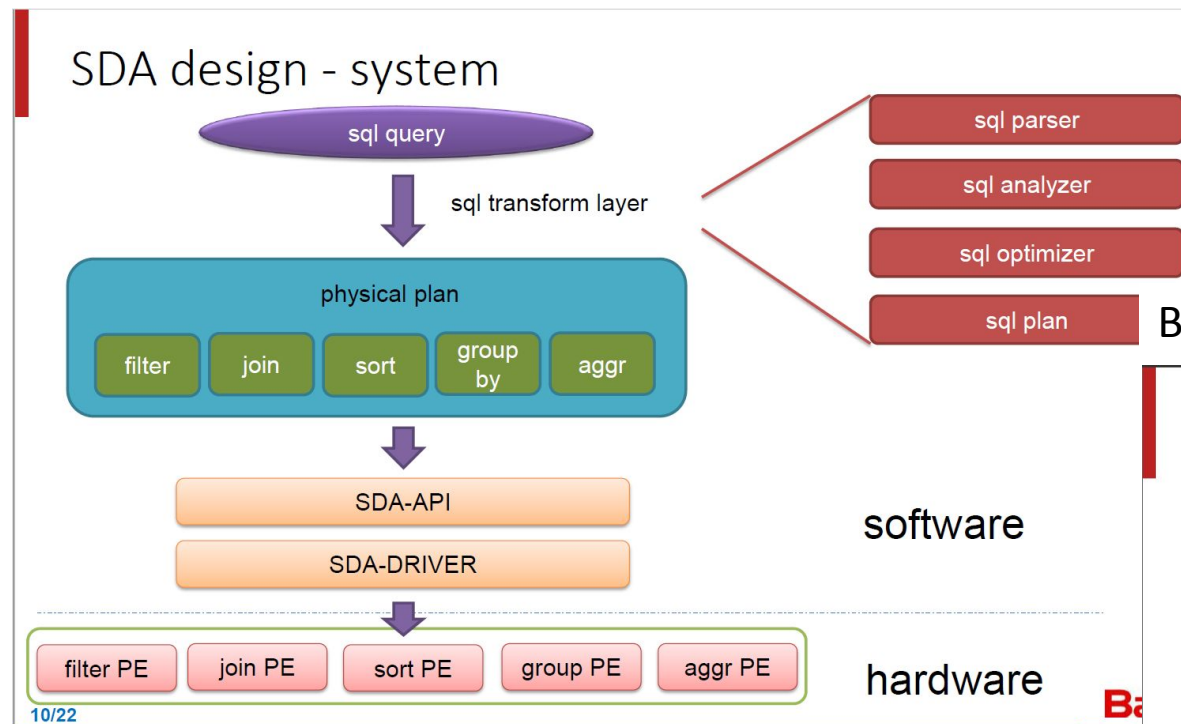 SDA design - system
sql query
sql transform layer
sql parser
sql analyzer
sql optimizer
sql plan
physical plan
filter
join
sort
group
by
aggr
SDA-API
SDA-DRIVER
software
filter PE
join PE
sort PE
group PE
aggr PE
hardware
10/22